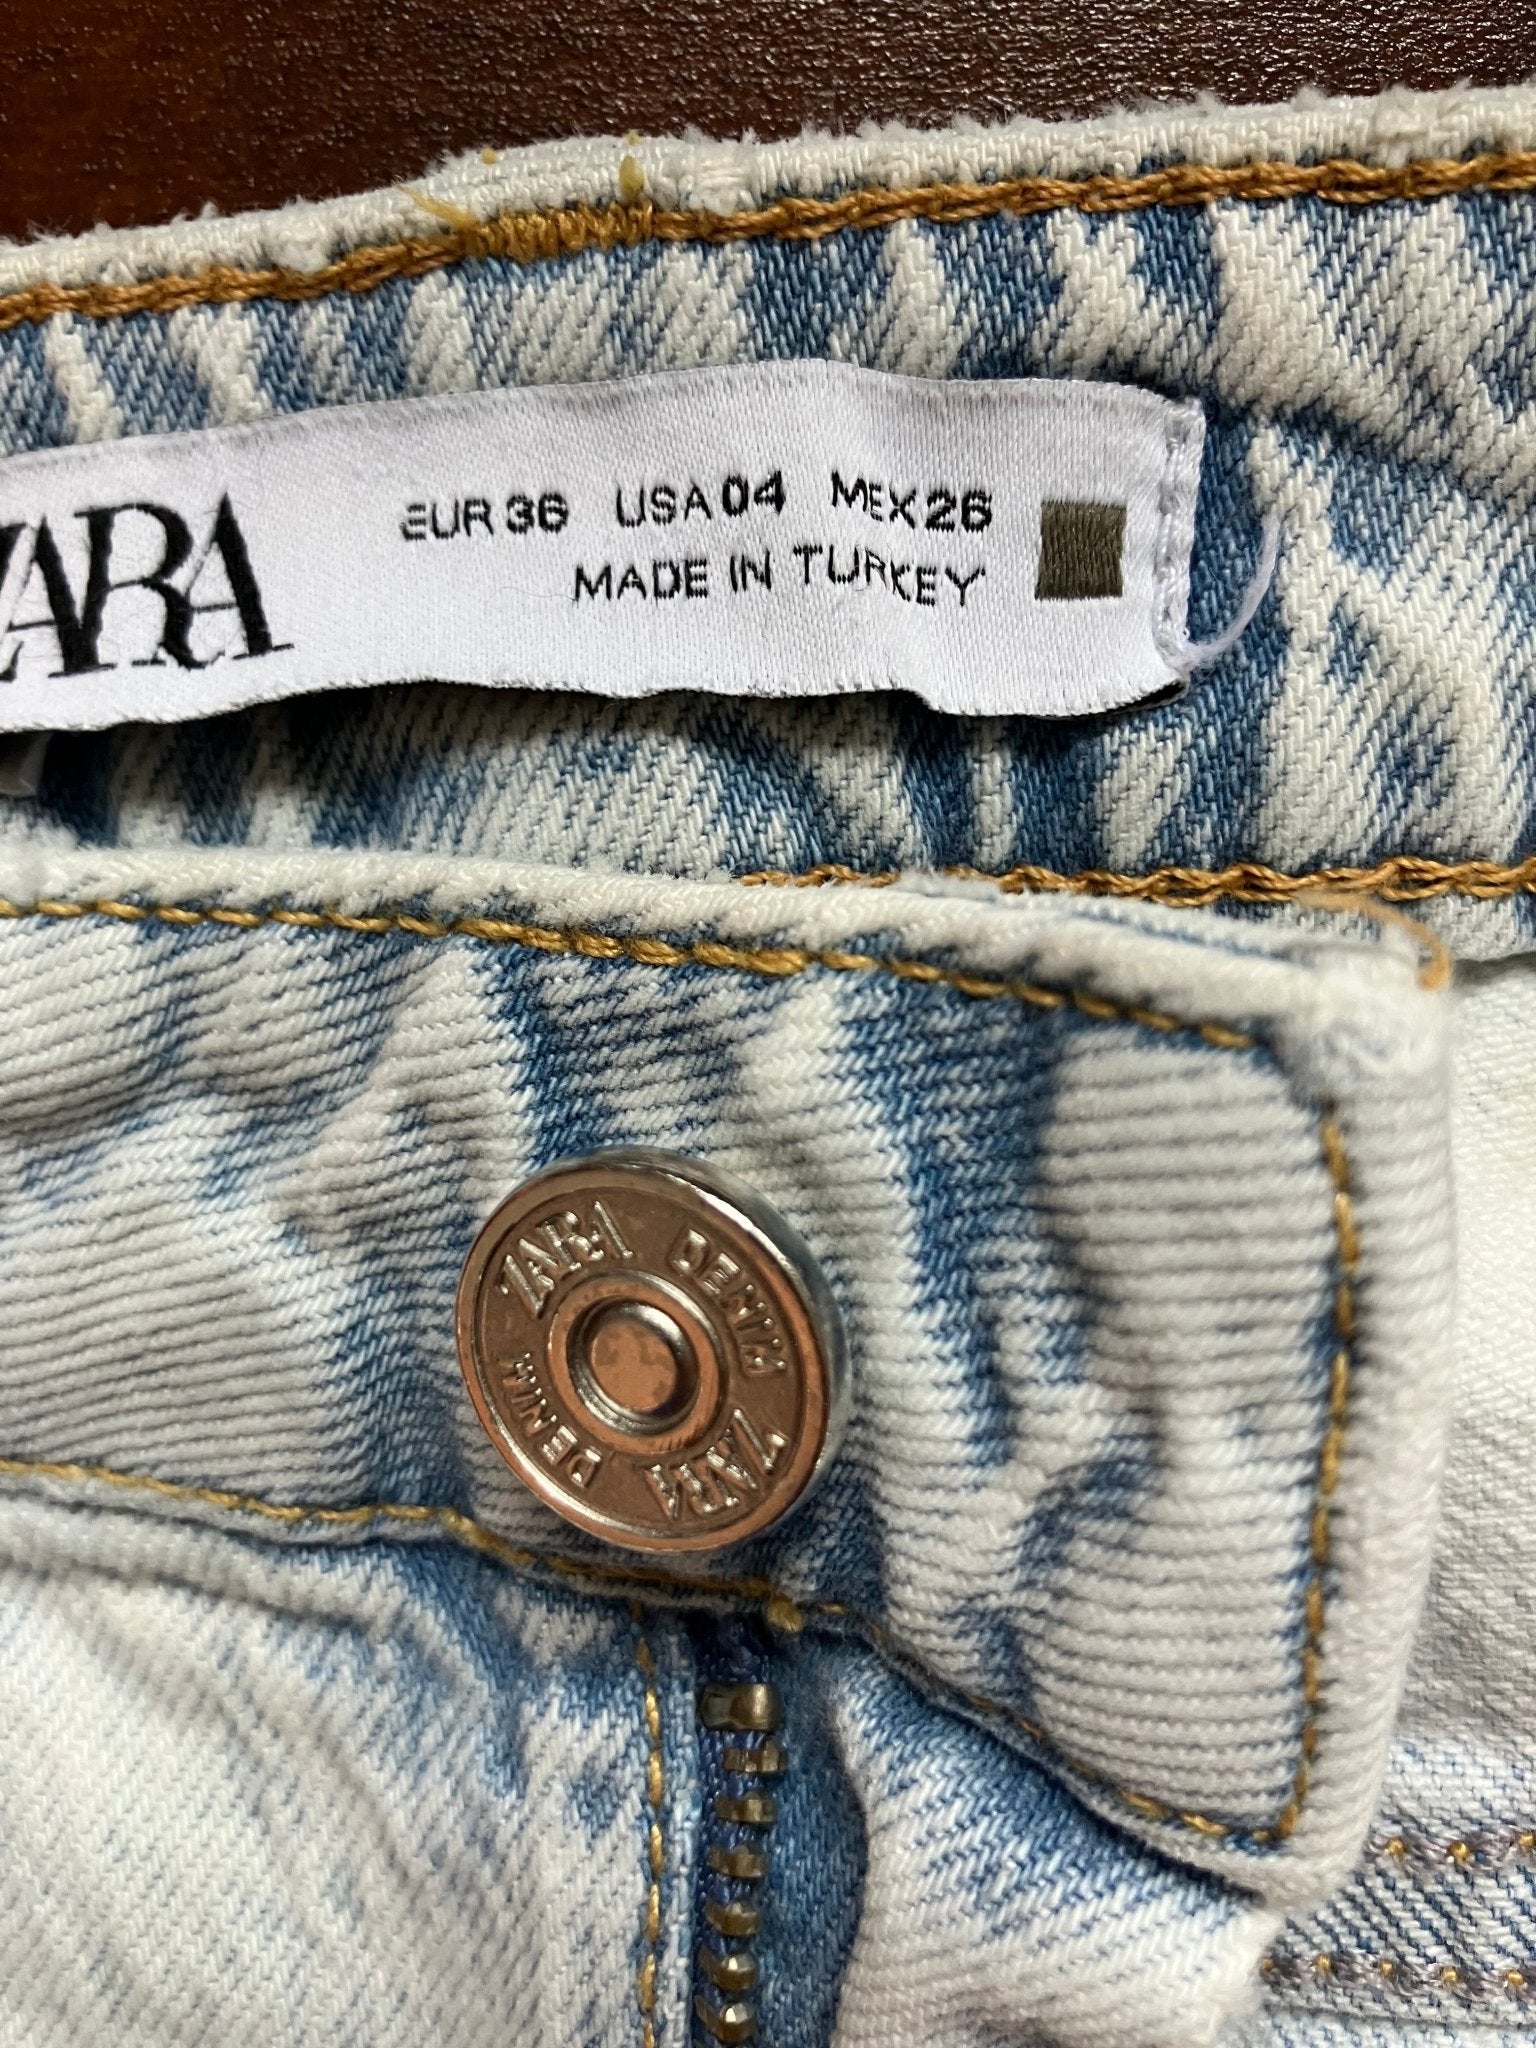 ZARA
EUR 36 USA 04 MEX 26
MADE IN TURKEY
ZARA DENIM
ZARA DENIM